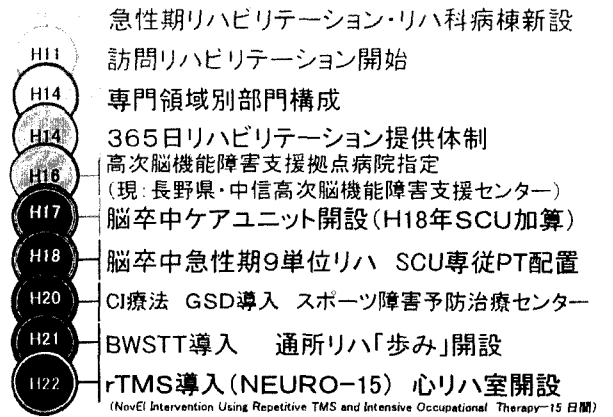 急性期リハビリテーション・リハ科病棟新設
H11 訪問リハビリテーション開始
H14 専門領域別部門構成
H14 365日リハビリテーション提供体制
H16 高次脳機能障害支援拠点病院指定
(現:長野県・中信高次脳機能障害支援センター)
H17 脳卒中ケアユニット開設(H18年SCU加算)
H18 脳卒中急性期9単位リハ SCU専従PT配置
H20 CI療法 GSD導入 スポーツ障害予防治療センター
H21 BWSTT導入 通所リハ「歩み」開設
H22 rTMS導入(NEURO-15) 心リハ室開設
(NovEl Intervention Using Repetitive TMS and Intensive Occupational Therapy-15 日間)